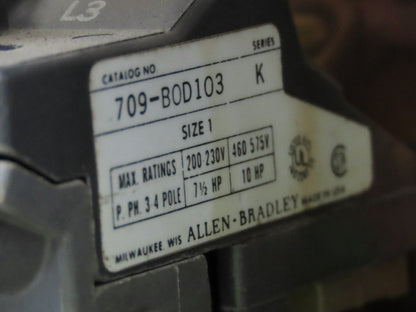 L3
CATALOG NO. SERIES
709-BOD103 K
SIZE 1
MAX. RATINGS 200 230V 460 575V
P. PH. 3-4 POLE 7½ HP 10 HP
MILWAUKEE, WIS ALLEN-BRADLEY MADE IN USA